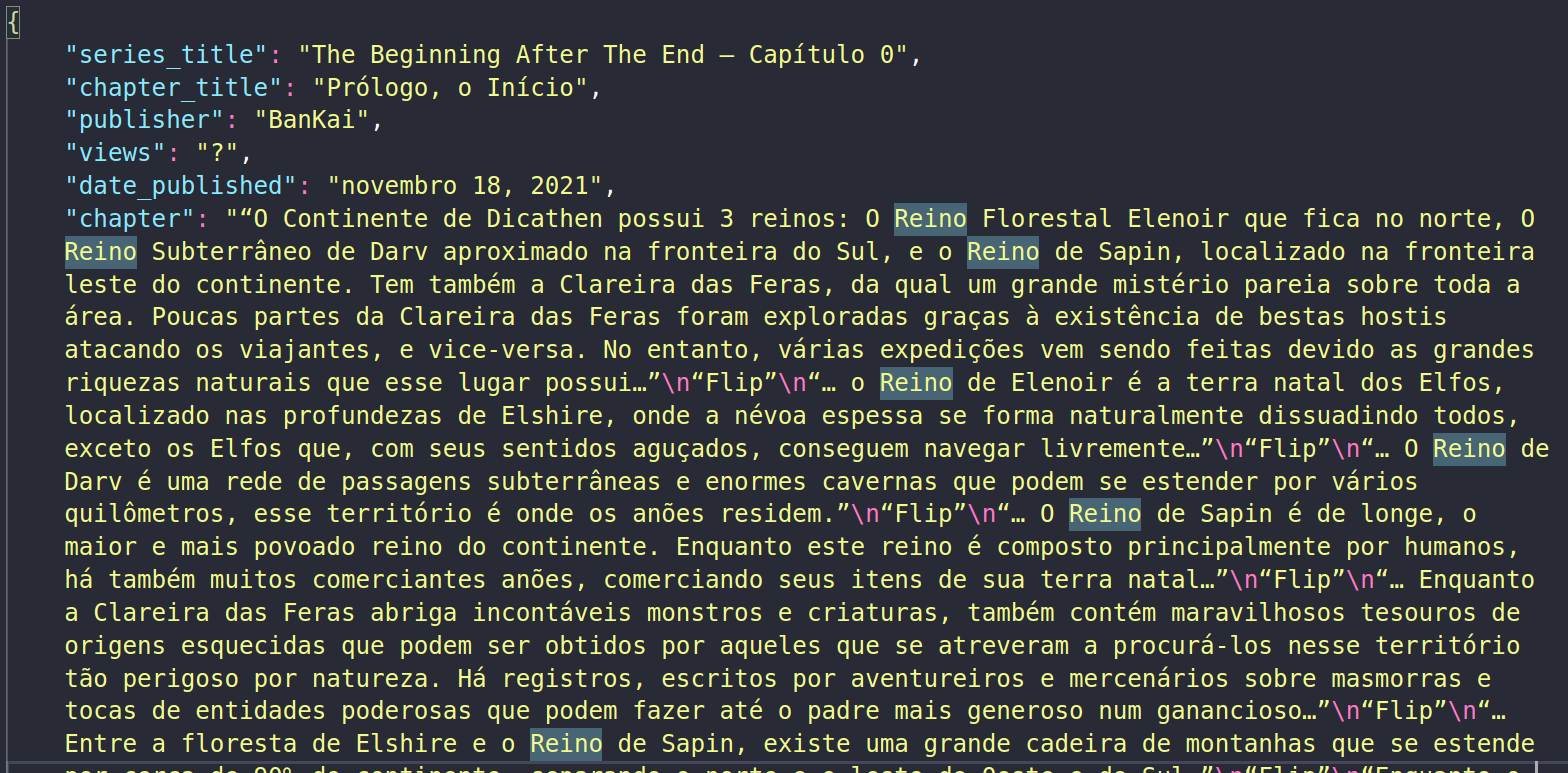 {
"series_title": "The Beginning After The End – Capítulo 0",
"chapter_title": "Prólogo, o Início",
"publisher": "BanKai",
"views": "?",
"date_published": "novembro 18, 2021",
"chapter": "“O Continente de Dicathen possui 3 reinos: O Reino Florestal Elenoir que fica no norte, O
Reino Subterrâneo de Darv aproximado na fronteira do Sul, e o Reino de Sapin, localizado na fronteira
leste do continente. Tem também a Clareira das Feras, da qual um grande mistério pareia sobre toda a
área. Poucas partes da Clareira das Feras foram exploradas graças à existência de bestas hostis
atacando os viajantes, e vice-versa. No entanto, várias expedições vem sendo feitas devido as grandes
riquezas naturais que esse lugar possui…”\n“Flip”\n“… o Reino de Elenoir é a terra natal dos Elfos,
localizado nas profundezas de Elshire, onde a névoa espessa se forma naturalmente dissuadindo todos,
exceto os Elfos que, com seus sentidos aguçados, conseguem navegar livremente…”\n“Flip”\n“… O Reino de
Darv é uma rede de passagens subterrâneas e enormes cavernas que podem se estender por vários
quilômetros, esse território é onde os anões residem.”\n“Flip”\n“… O Reino de Sapin é de longe, o
maior e mais povoado reino do continente. Enquanto este reino é composto principalmente por humanos,
há também muitos comerciantes anões, comerciando seus itens de sua terra natal…”\n“Flip”\n“… Enquanto
a Clareira das Feras abriga incontáveis monstros e criaturas, também contém maravilhosos tesouros de
origens esquecidas que podem ser obtidos por aqueles que se atreveram a procurá-los nesse território
tão perigoso por natureza. Há registros, escritos por aventureiros e mercenários sobre masmorras e
tocas de entidades poderosas que podem fazer até o padre mais generoso num ganancioso…”\n“Flip”\n“…
Entre a floresta de Elshire e o Reino de Sapin, existe uma grande cadeira de montanhas que se estende